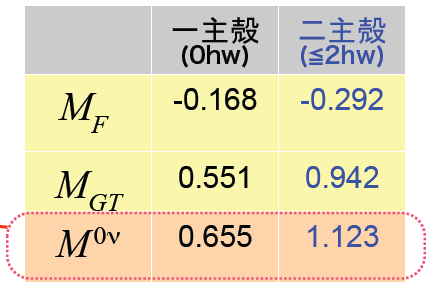 一主殻 二主殻
(0hw) (≦2hw)
M_F -0.168 -0.292
M_GT 0.551 0.942
M^0ν 0.655 1.123